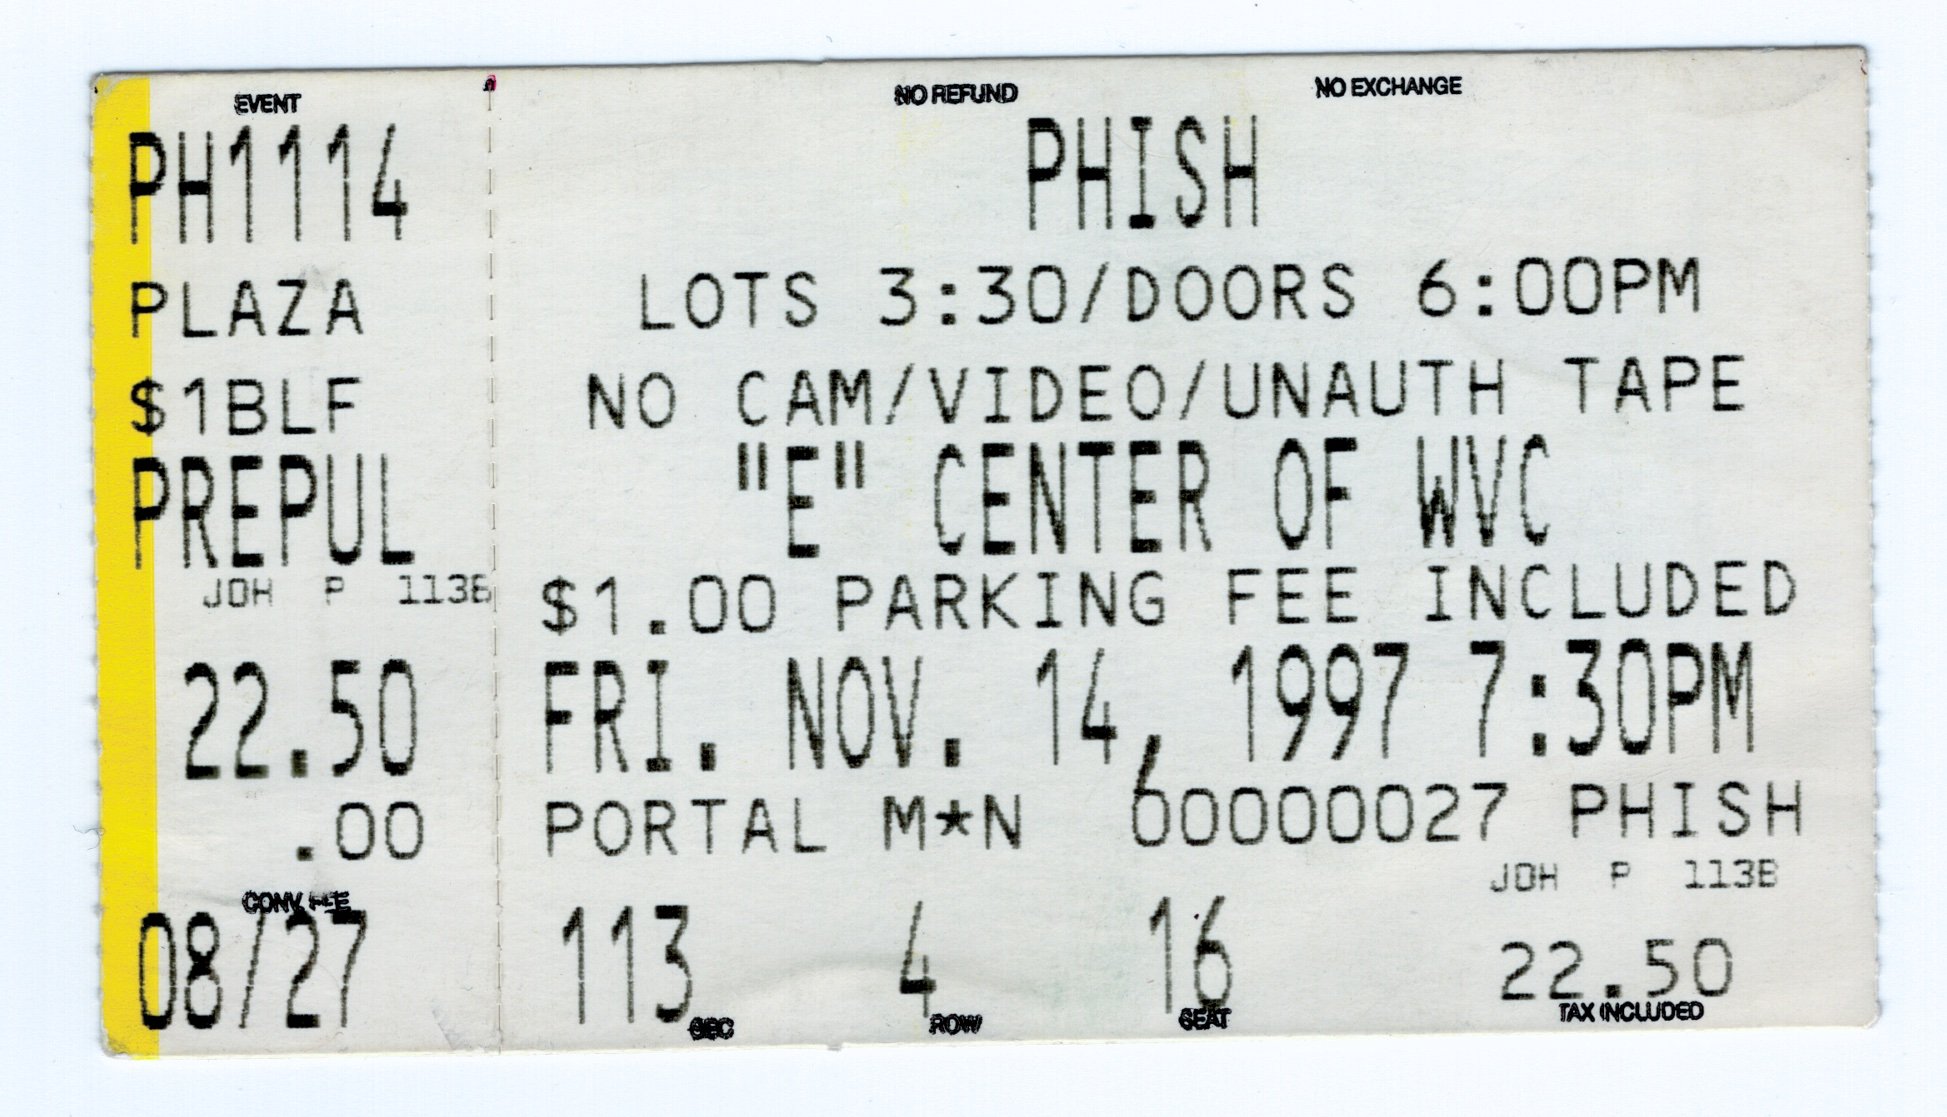 EVENT
PH1114
PLAZA
$1BLF
PREPUL
JOH P 113B
22.50
.00
CONV. FEE
08/27
NO REFUND NO EXCHANGE
PHISH
LOTS 3:30/DOORS 6:00PM
NO CAM/VIDEO/UNAUTH TAPE
"E" CENTER OF WVC
$1.00 PARKING FEE INCLUDED
FRI. NOV. 14, 1997 7:30PM
PORTAL M*N 00000027 PHISH
JOH P 113B
113 4 16 22.50
SEC ROW SEAT TAX INCLUDED